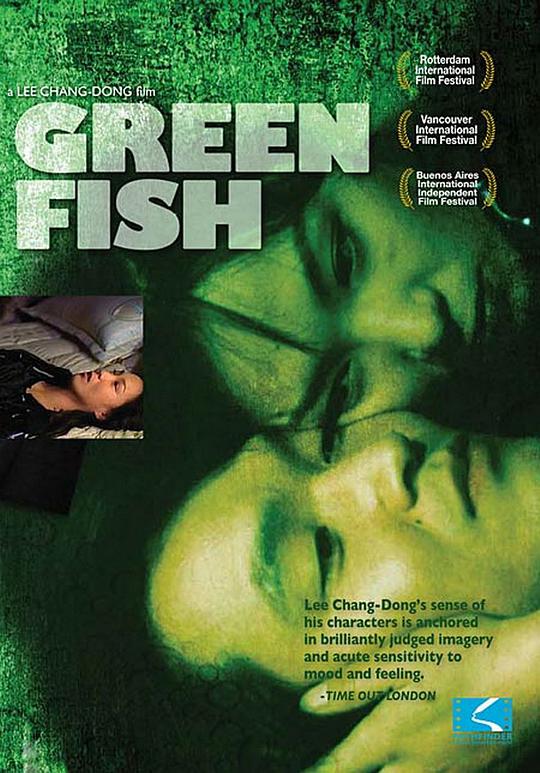 a LEE CHANG-DONG film
GREEN
FISH
Rotterdam
International
Film Festival
Vancouver
International
Film Festival
Buenos Aires
International
Independent
Film Festival
Lee Chang-Dong's sense of
his characters is anchored
in brilliantly judged imagery
and acute sensitivity to
mood and feeling.
-TIME OUT LONDON